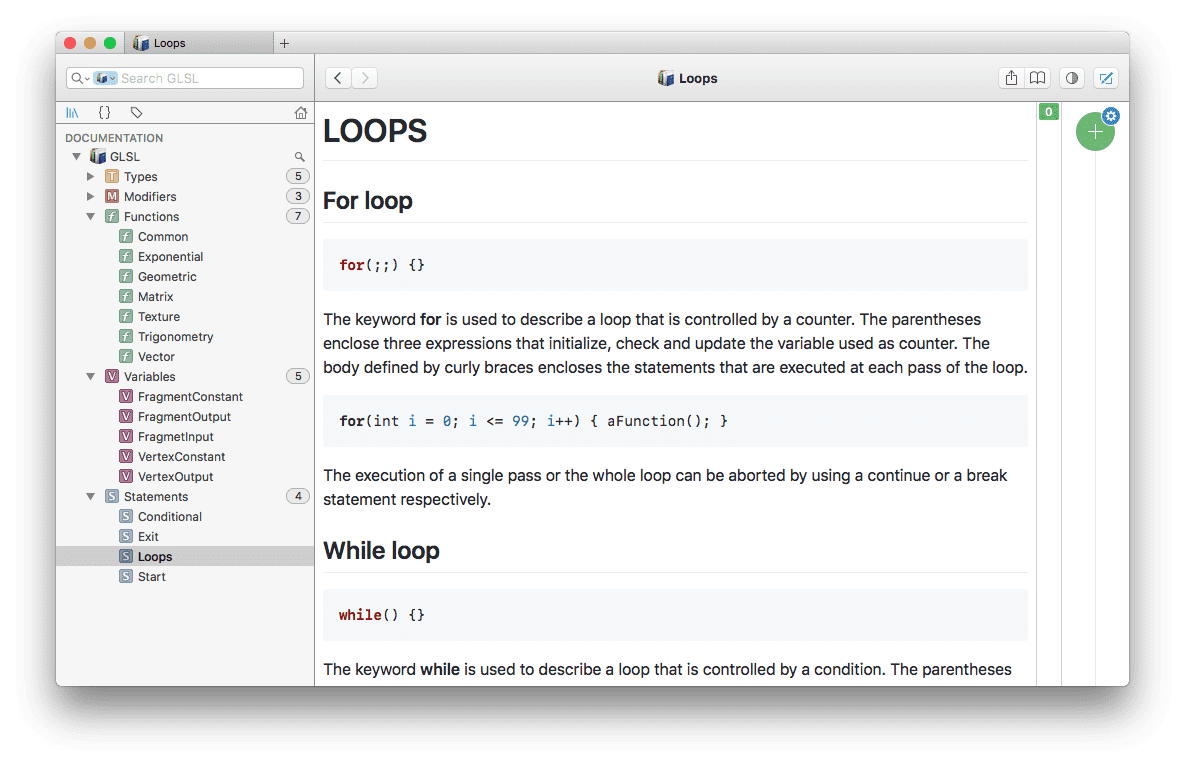 Loops
Search GLSL
Loops
DOCUMENTATION
GLSL
T Types 5
M Modifiers 3
f Functions 7
f Common
f Exponential
f Geometric
f Matrix
f Texture
f Trigonometry
f Vector
V Variables 5
V FragmentConstant
V FragmentOutput
V FragmetInput
V VertexConstant
V VertexOutput
S Statements 4
S Conditional
S Exit
S Loops
S Start
LOOPS
For loop
for(;;) {}
The keyword for is used to describe a loop that is controlled by a counter. The parentheses
enclose three expressions that initialize, check and update the variable used as counter. The
body defined by curly braces encloses the statements that are executed at each pass of the loop.
for(int i = 0; i <= 99; i++) { aFunction(); }
The execution of a single pass or the whole loop can be aborted by using a continue or a break
statement respectively.
While loop
while() {}
The keyword while is used to describe a loop that is controlled by a condition. The parentheses
0